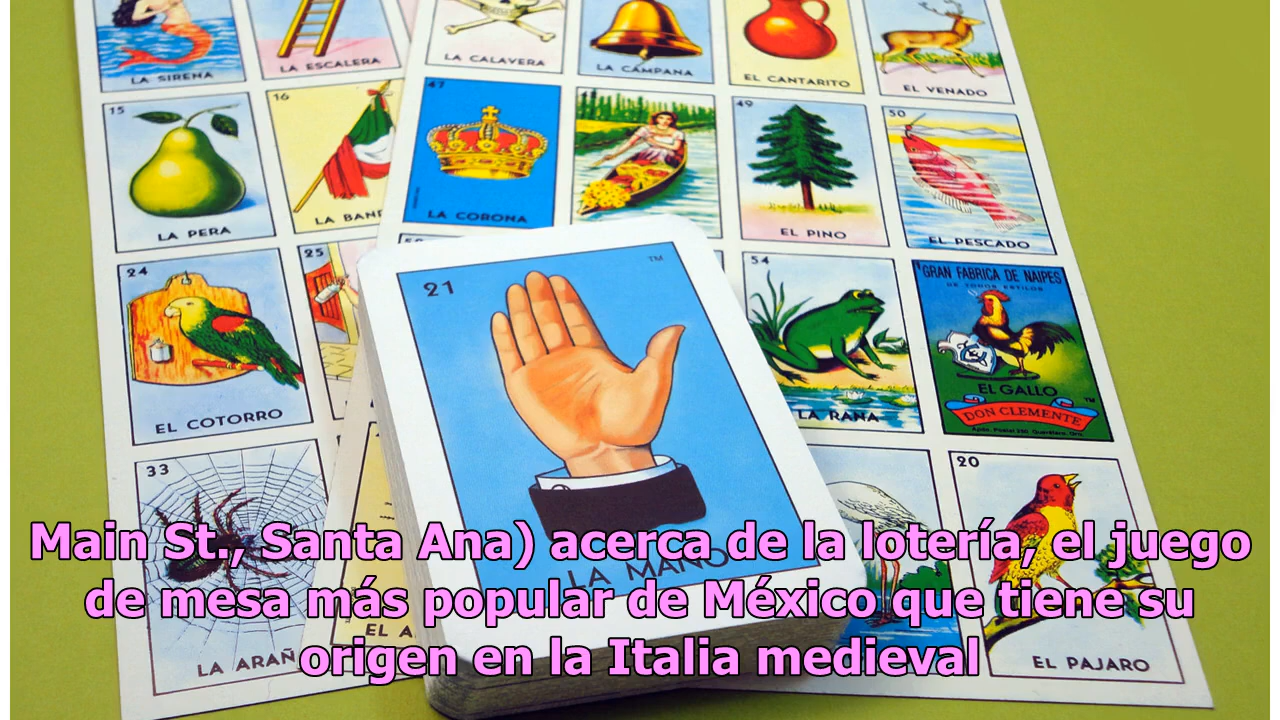 LA SIRENA
LA ESCALERA
LA CALAVERA
LA CAMPANA
EL CANTARITO
EL VENADO
15
LA PERA
16
LA BAN
47
LA CORONA
49
EL PINO
50
EL PESCADO
24
EL COTORRO
25
21
TM
LA MANO
54
LA RANA
GRAN FABRICA DE NAIPES
DE TODOS ESTILOS
EL GALLO
DON CLEMENTE
TM
33
LA ARAÑ
EL A
20
EL PAJARO
Main St., Santa Ana) acerca de la lotería, el juego
de mesa más popular de México que tiene su
origen en la Italia medieval